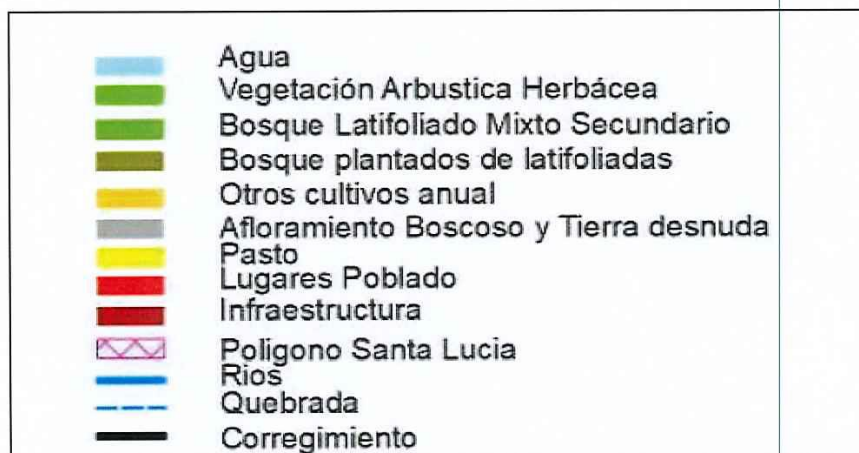 Agua
Vegetación Arbustica Herbácea
Bosque Latifoliado Mixto Secundario
Bosque plantados de latifoliadas
Otros cultivos anual
Afloramiento Boscoso y Tierra desnuda
Pasto
Lugares Poblado
Infraestructura
Poligono Santa Lucia
Rios
Quebrada
Corregimiento